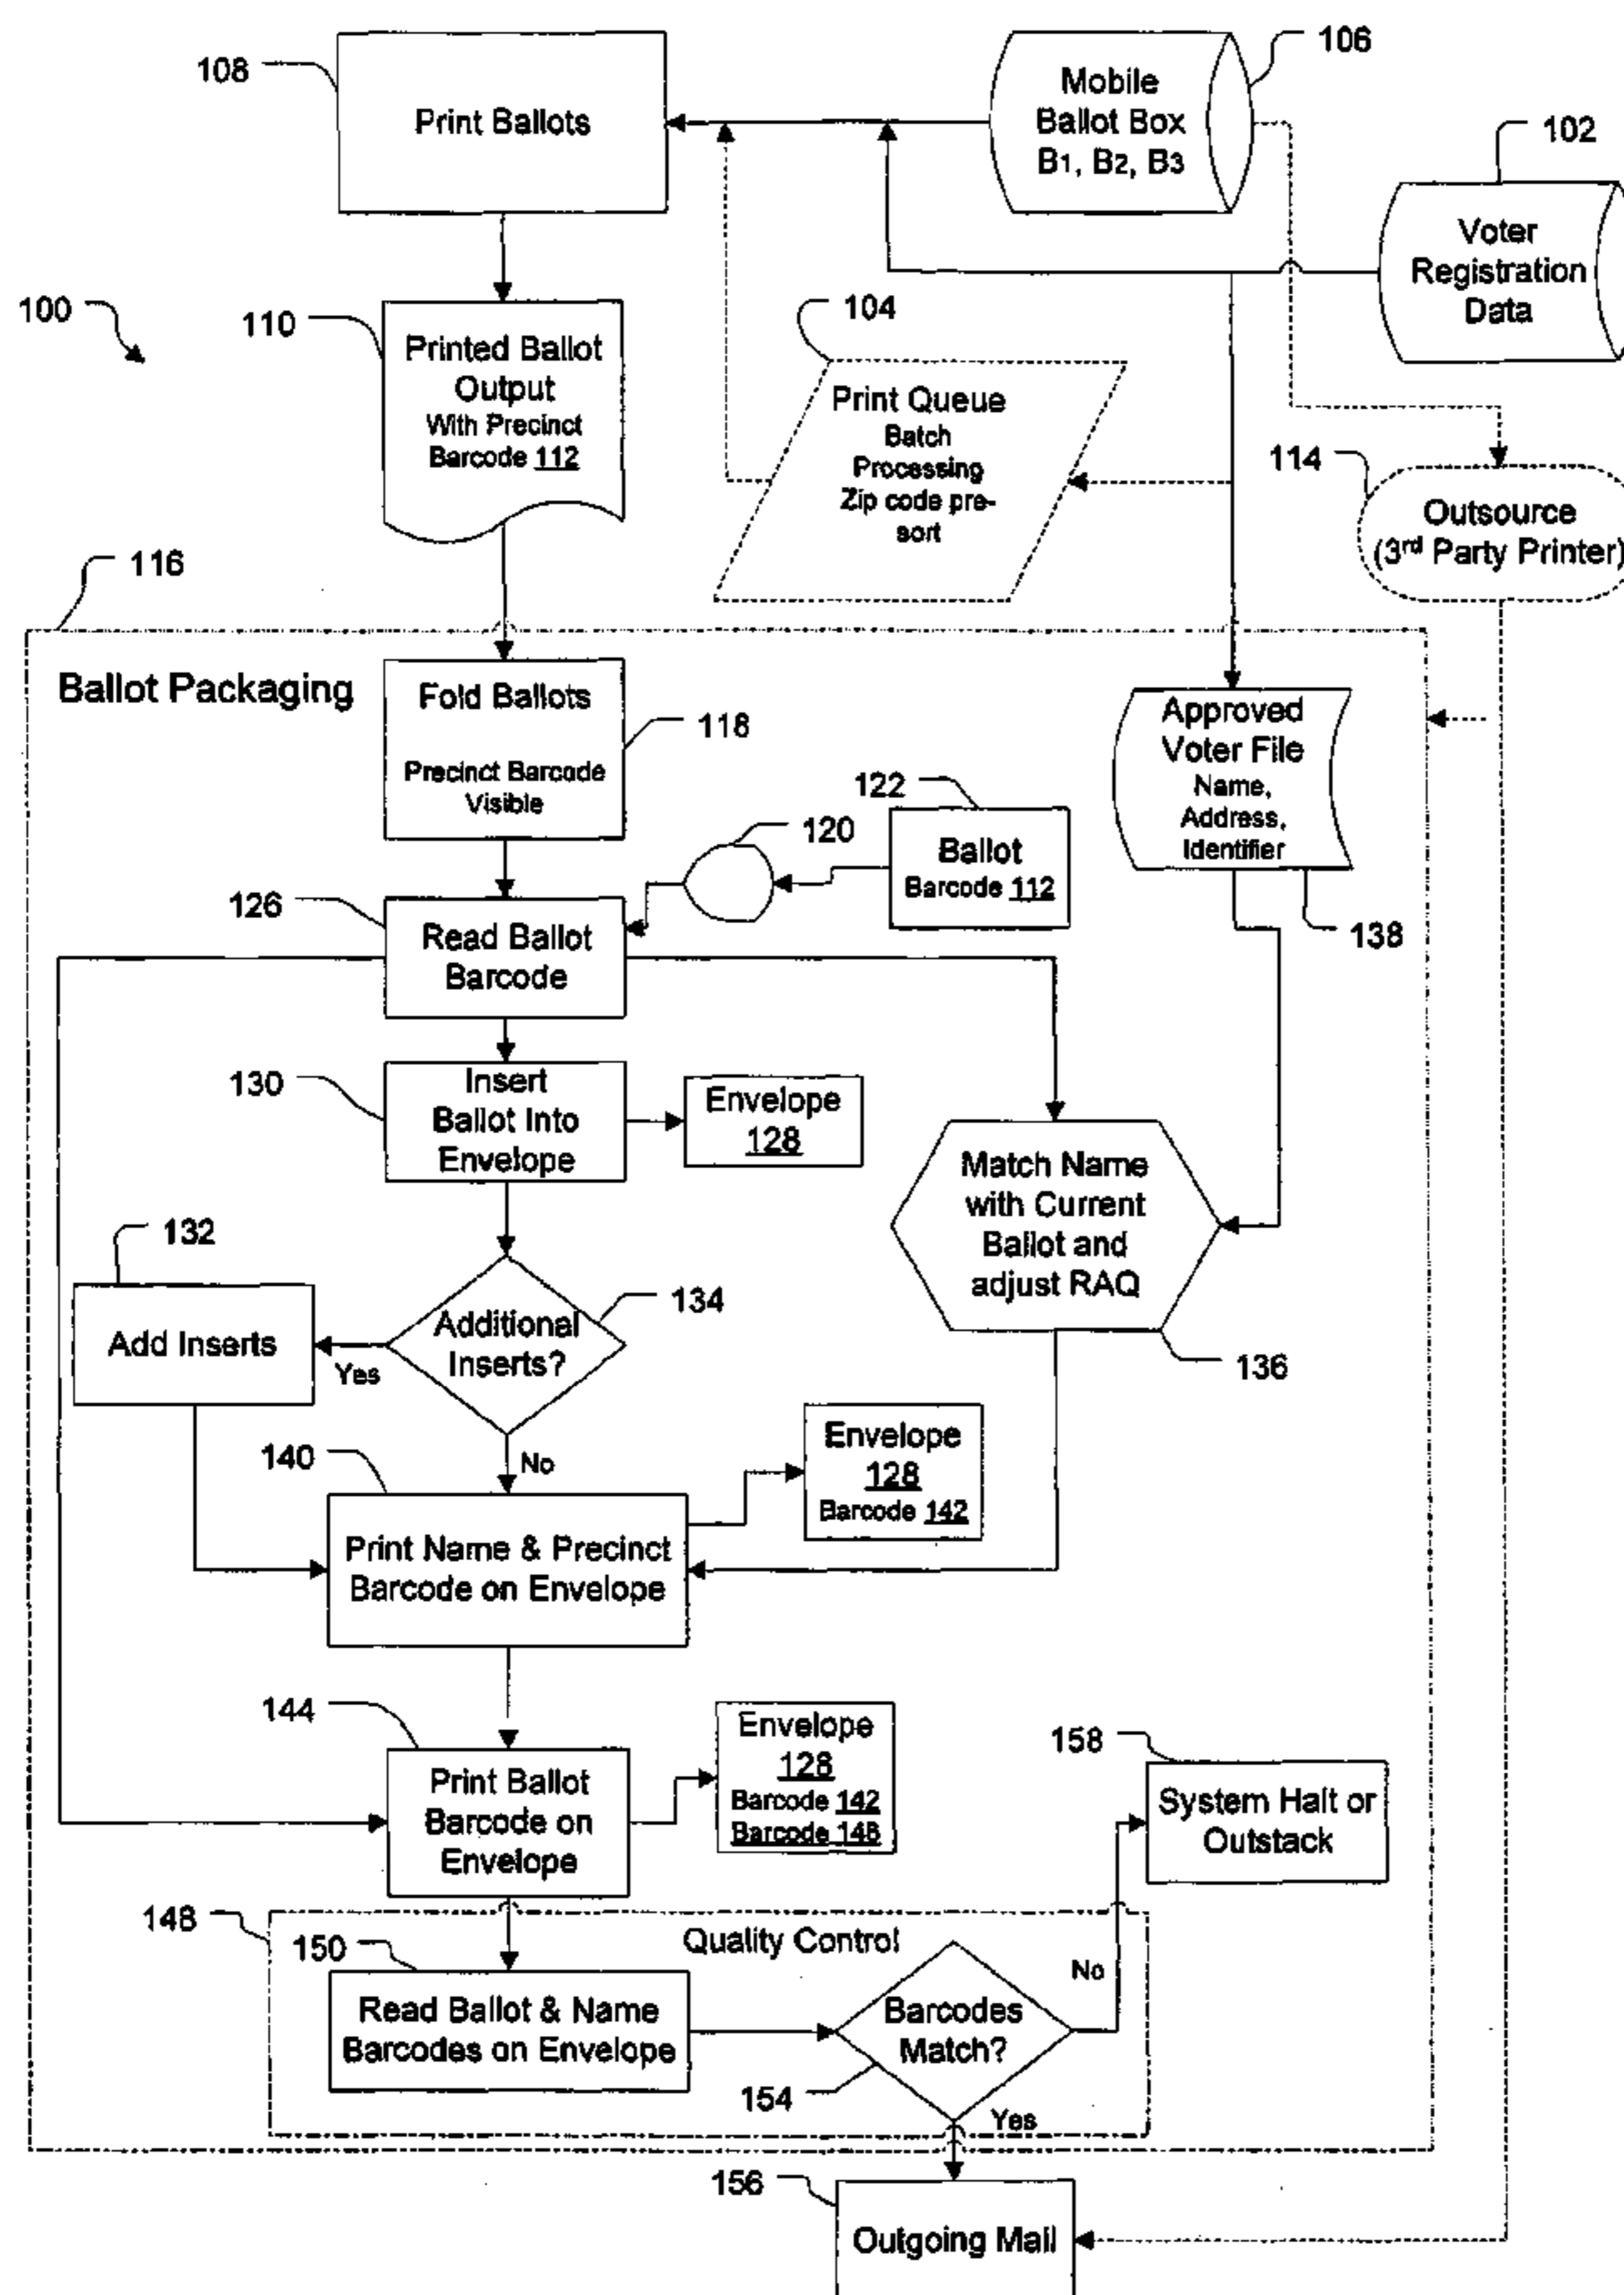 108
Print Ballots
Mobile
Ballot Box
B1, B2, B3
106
102
Voter
Registration
Data
100
110
Printed Ballot
Output
With Precinct
Barcode 112
104
Print Queue
Batch
Processing
Zip code pre-
sort
114
Outsource
(3rd Party Printer)
116
Ballot Packaging
Fold Ballots
Precinct Barcode
Visible
118
Approved
Voter File
Name,
Address,
Identifier
138
122
Ballot
Barcode 112
120
126
Read Ballot
Barcode
130
Insert
Ballot Into
Envelope
Envelope
128
Match Name
with Current
Ballot and
adjust RAQ
136
132
Add Inserts
Yes
Additional
Inserts?
134
No
140
Print Name & Precinct
Barcode on Envelope
Envelope
128
Barcode 142
144
Print Ballot
Barcode on
Envelope
Envelope
128
Barcode 142
Barcode 146
158
System Halt or
Outstack
148
Quality Control
150
Read Ballot & Name
Barcodes on Envelope
Barcodes
Match?
No
154
Yes
156
Outgoing Mail